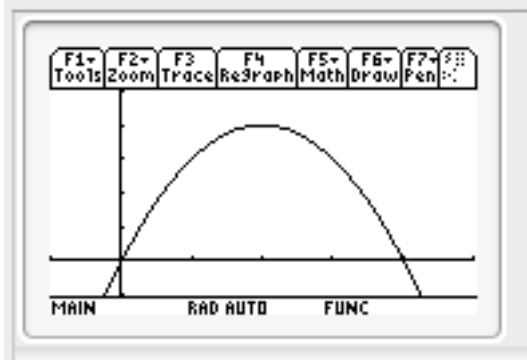 F1▾ F2▾ F3 F4 F5▾ F6▾ F7▾
Tools Zoom Trace ReGraph Math Draw Pen
MAIN RAD AUTO FUNC